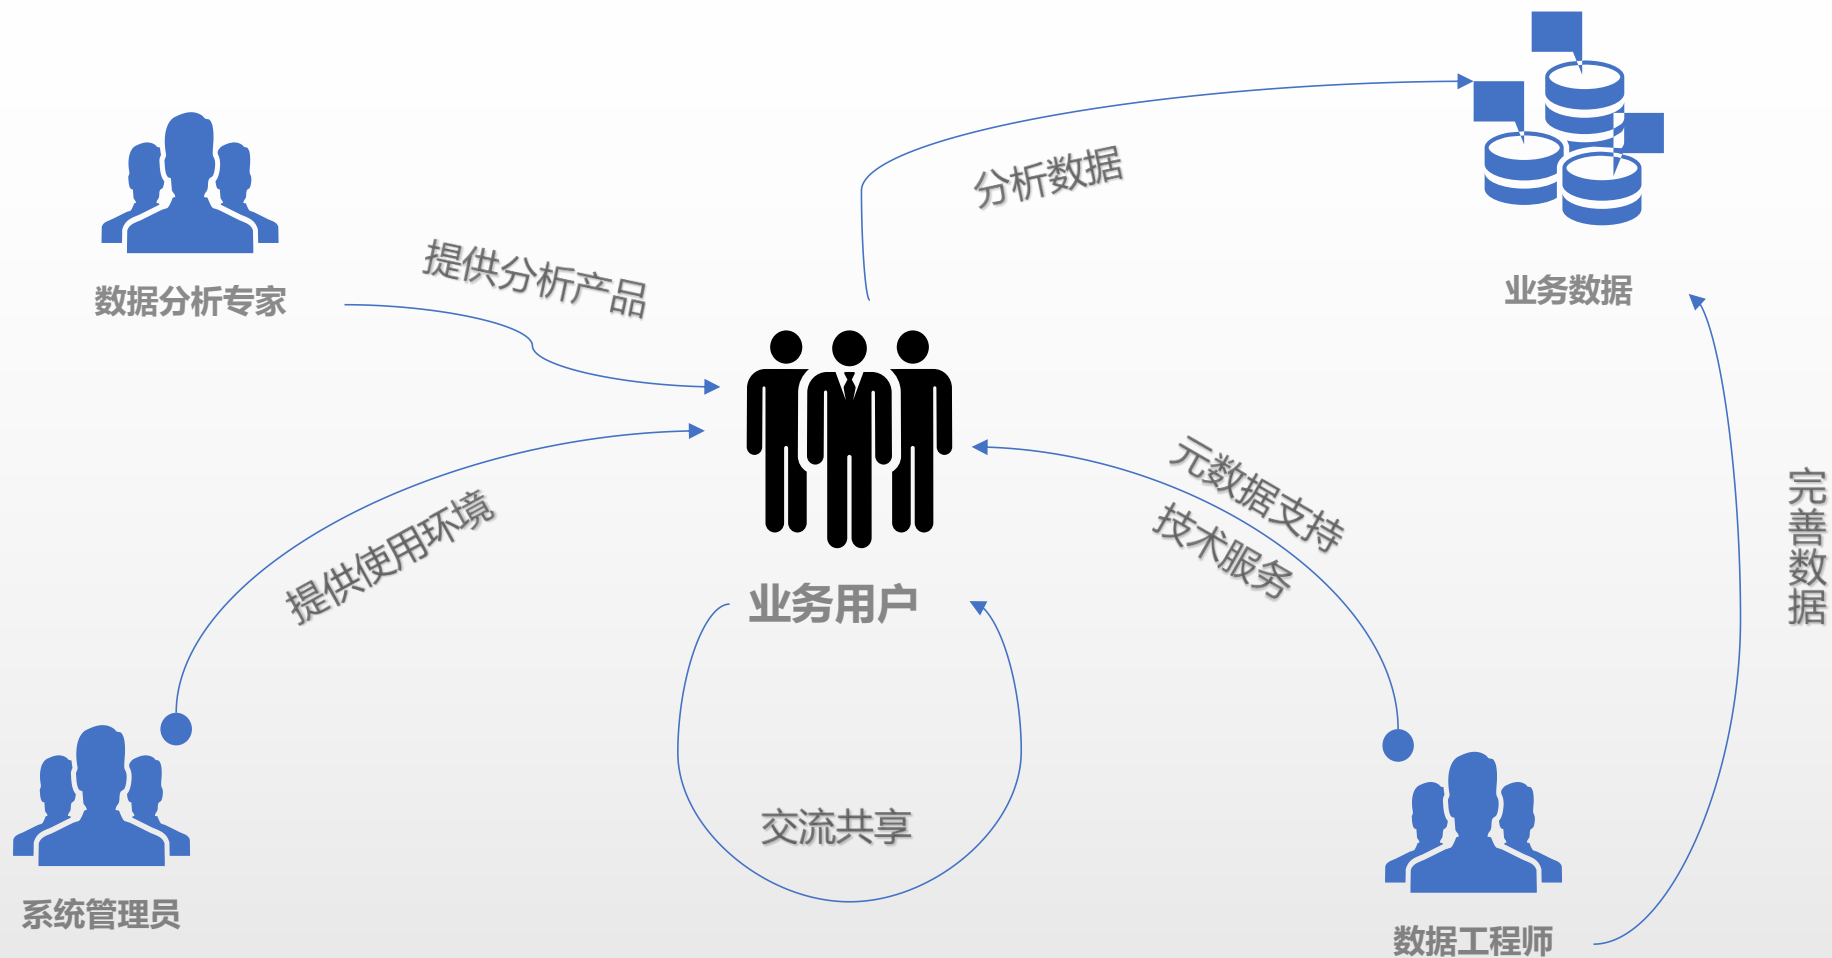 分析数据
提供分析产品
数据分析专家
业务数据
元数据支持
技术服务
提供使用环境
完善数据
业务用户
交流共享
系统管理员
数据工程师